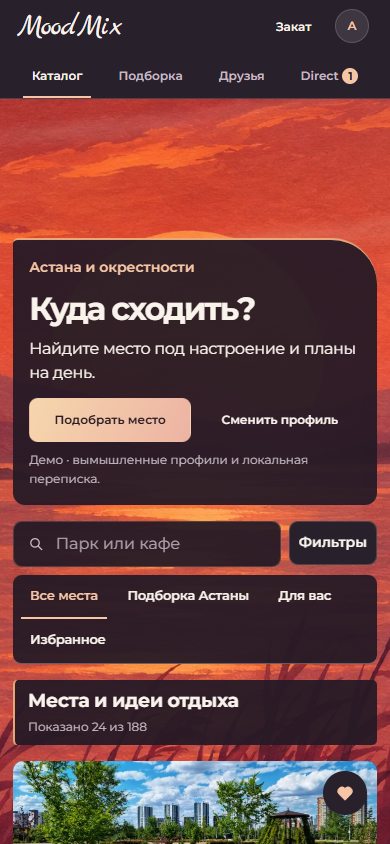 MoodMix
Закат
А
Каталог
Подборка
Друзья
Direct 1
Астана и окрестности
Куда сходить?
Найдите место под настроение и планы
на день.
Подобрать место
Сменить профиль
Демо · вымышленные профили и локальная
переписка.
Парк или кафе
Фильтры
Все места
Подборка Астаны
Для вас
Избранное
Места и идеи отдыха
Показано 24 из 188